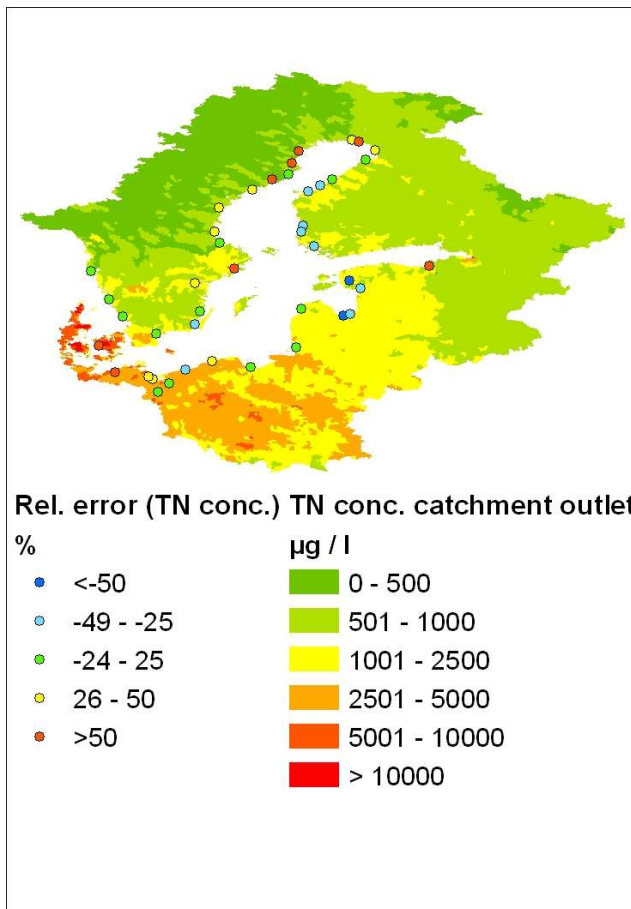 Rel. error (TN conc.) TN conc. catchment outlet
% µg / l
<-50 0 - 500
-49 - -25 501 - 1000
-24 - 25 1001 - 2500
26 - 50 2501 - 5000
>50 5001 - 10000
> 10000